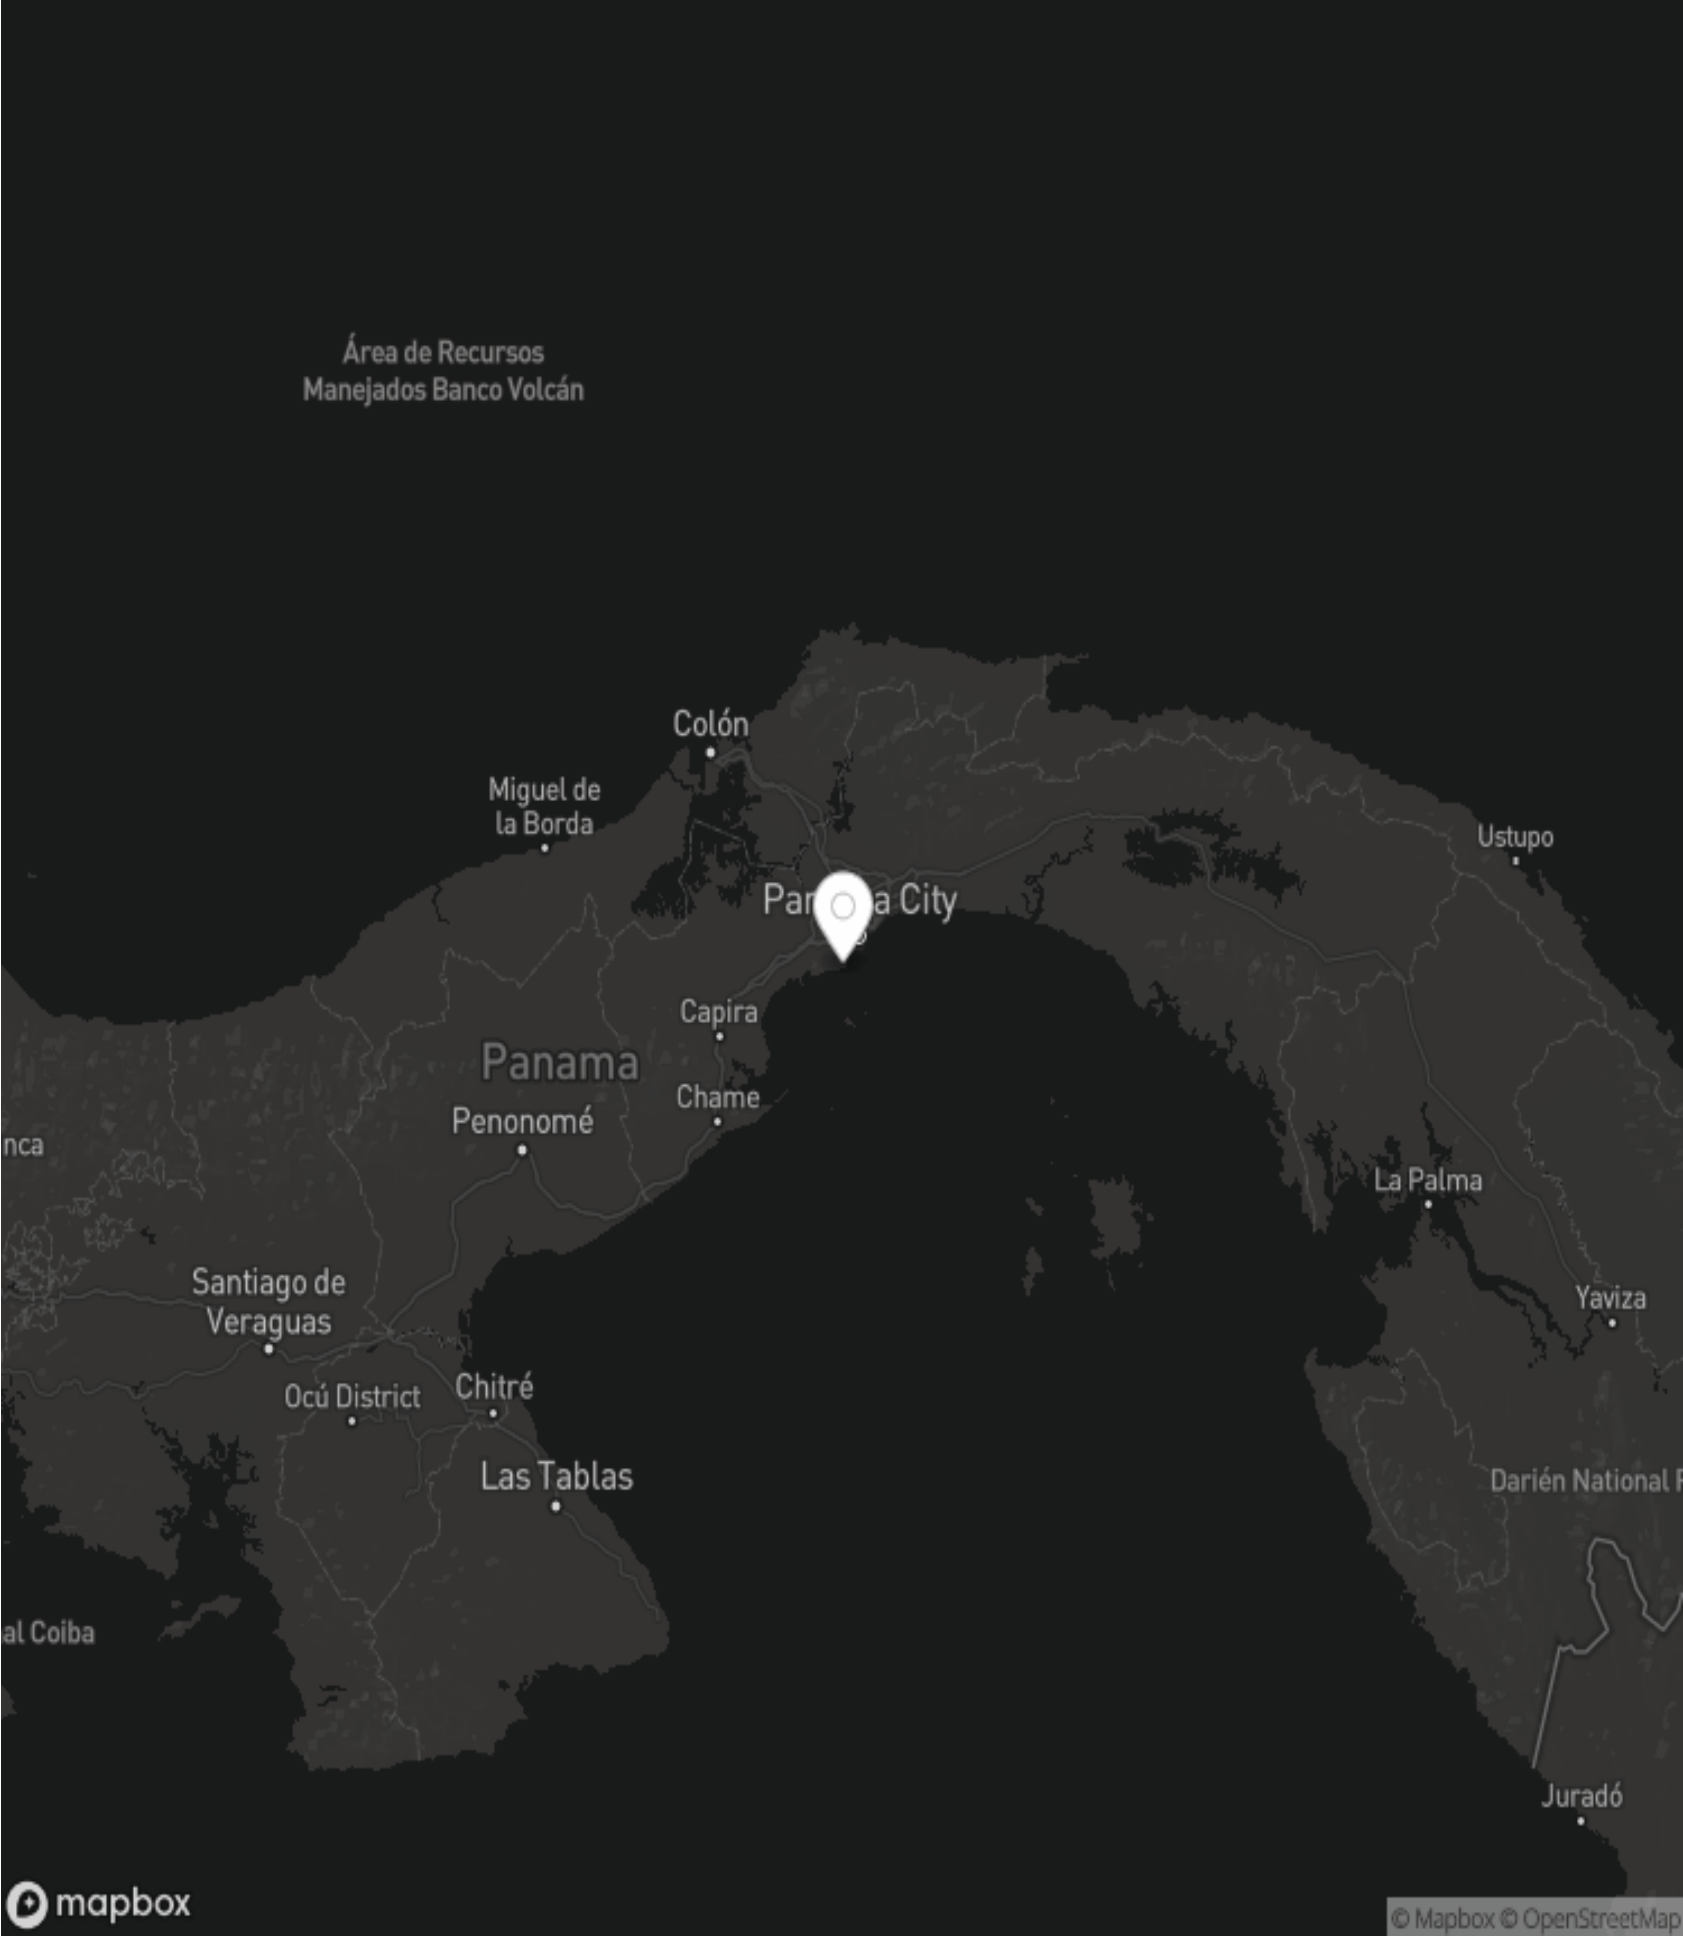 Área de Recursos
Manejados Banco Volcán
Colón
Miguel de
la Borda
Ustupo
City
Capira
Panama
Chame
Penonomé
La Palma
Santiago de
Veraguas
Yaviza
Ocú District
Chitré
Las Tablas
Darién National
al Coiba
Juradó
mapbox
© Mapbox © OpenStreetMap